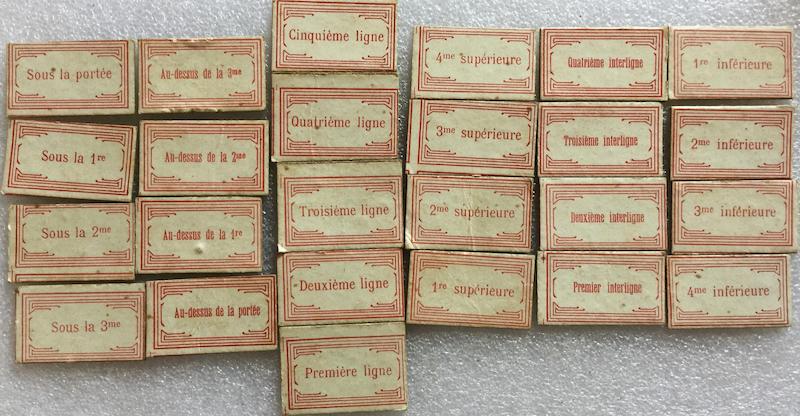 Sous la portée
Sous la 1re
Sous la 2me
Sous la 3me
Au-dessus de la 3me
Au-dessus de la 2me
Au-dessus de la 1re
Au-dessus de la portée
Cinquième ligne
Quatrième ligne
Troisième ligne
Deuxième ligne
Première ligne
4me supérieure
3me supérieure
2me supérieure
1re supérieure
Quatrième interligne
Troisième interligne
Deuxième interligne
Premier interligne
1re inférieure
2me inférieure
3me inférieure
4me inférieure